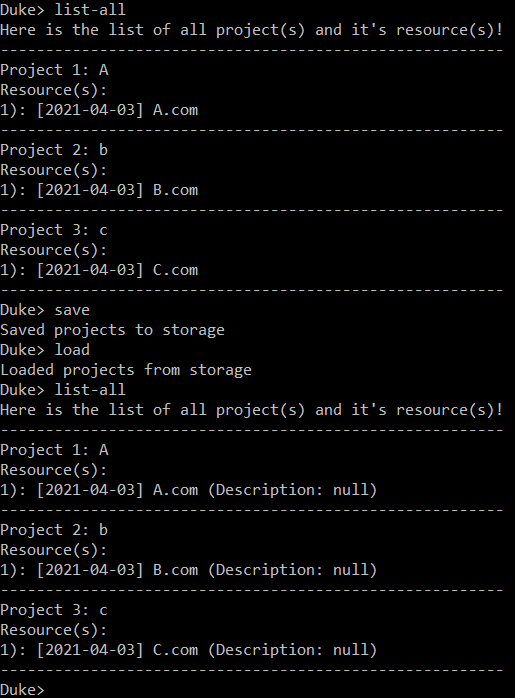 Duke> list-all
Here is the list of all project(s) and it's resource(s)!
--------------------------------------------------------
Project 1: A
Resource(s):
1): [2021-04-03] A.com
--------------------------------------------------------
Project 2: b
Resource(s):
1): [2021-04-03] B.com
--------------------------------------------------------
Project 3: c
Resource(s):
1): [2021-04-03] C.com
--------------------------------------------------------
Duke> save
Saved projects to storage
Duke> load
Loaded projects from storage
Duke> list-all
Here is the list of all project(s) and it's resource(s)!
--------------------------------------------------------
Project 1: A
Resource(s):
1): [2021-04-03] A.com (Description: null)
--------------------------------------------------------
Project 2: b
Resource(s):
1): [2021-04-03] B.com (Description: null)
--------------------------------------------------------
Project 3: c
Resource(s):
1): [2021-04-03] C.com (Description: null)
--------------------------------------------------------
Duke>